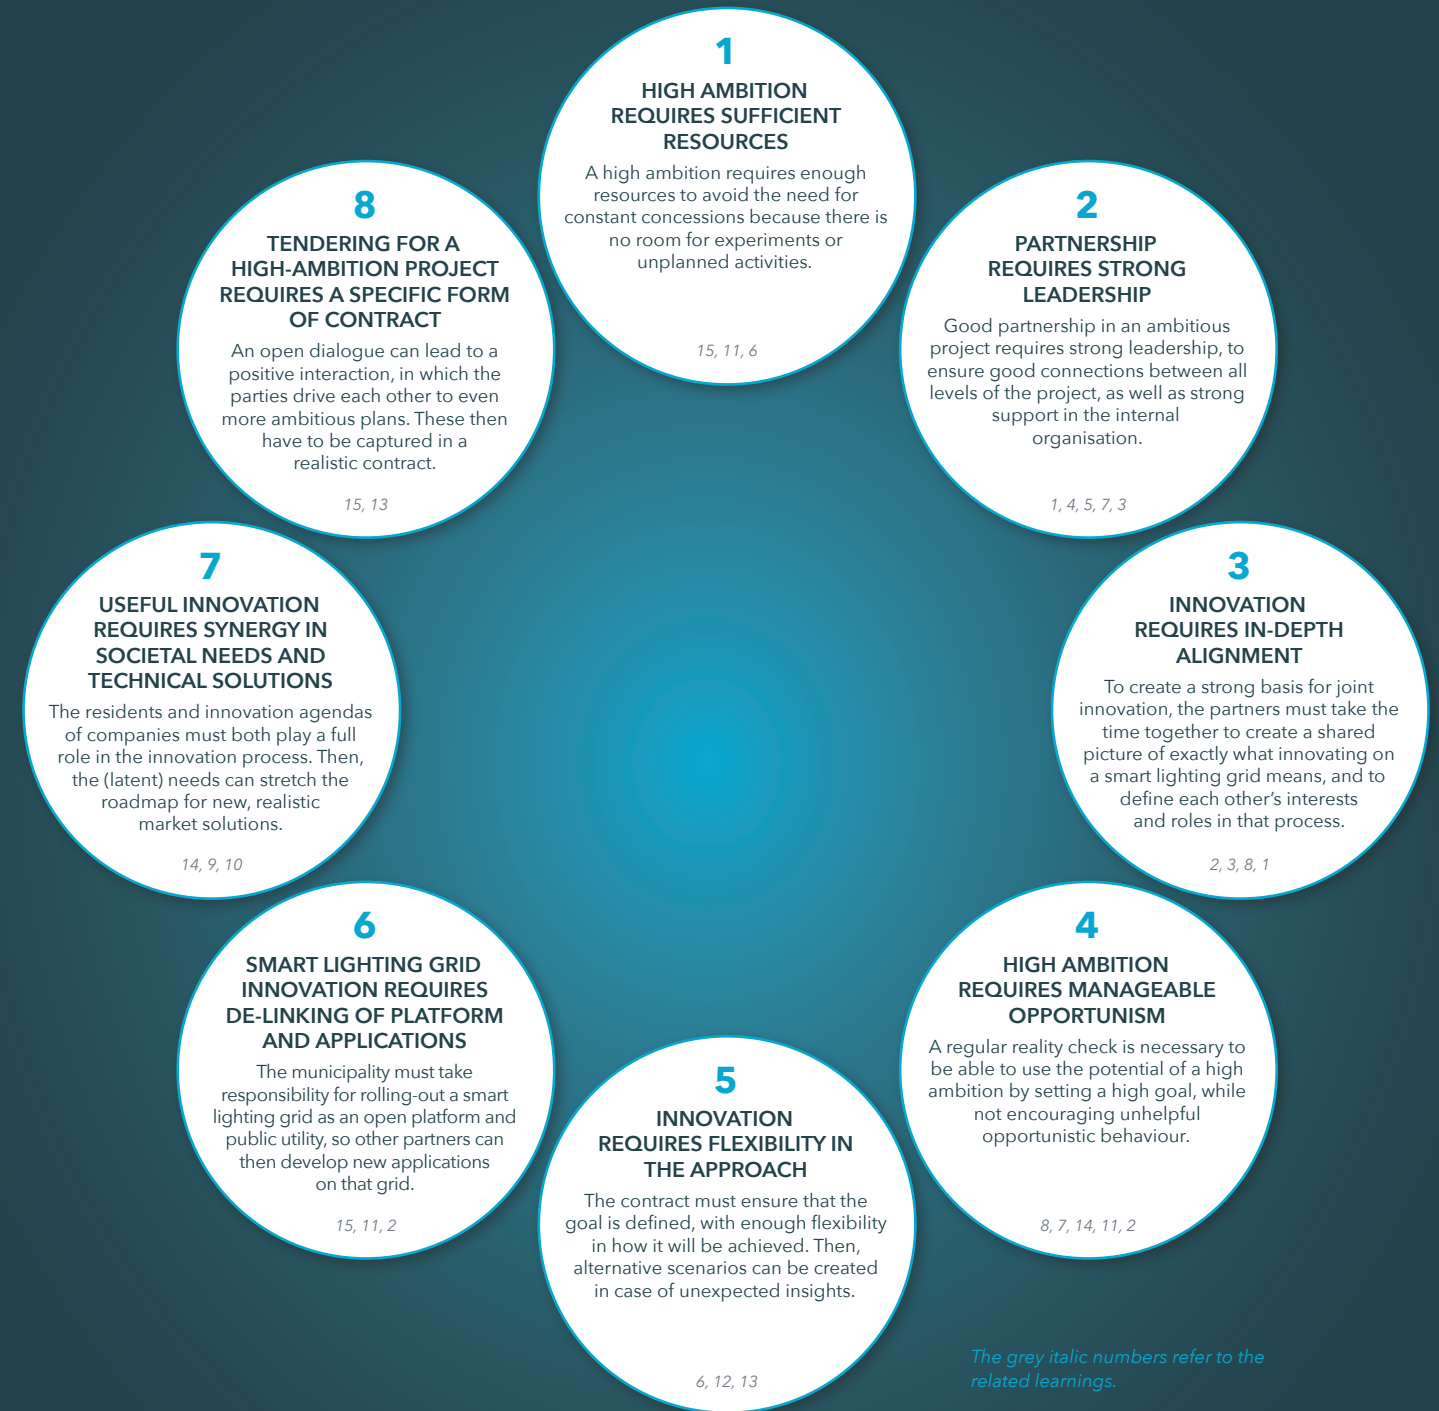 1
HIGH AMBITION
REQUIRES SUFFICIENT
RESOURCES
A high ambition requires enough
resources to avoid the need for
constant concessions because there is
no room for experiments or
unplanned activities.
15, 11, 6
2
PARTNERSHIP
REQUIRES STRONG
LEADERSHIP
Good partnership in an ambitious
project requires strong leadership, to
ensure good connections between all
levels of the project, as well as strong
support in the internal
organisation.
1, 4, 5, 7, 3
3
INNOVATION
REQUIRES IN-DEPTH
ALIGNMENT
To create a strong basis for joint
innovation, the partners must take the
time together to create a shared
picture of exactly what innovating on
a smart lighting grid means, and to
define each other’s interests
and roles in that process.
2, 3, 8, 1
4
HIGH AMBITION
REQUIRES MANAGEABLE
OPPORTUNISM
A regular reality check is necessary to
be able to use the potential of a high
ambition by setting a high goal, while
not encouraging unhelpful
opportunistic behaviour.
8, 7, 14, 11, 2
5
INNOVATION
REQUIRES FLEXIBILITY IN
THE APPROACH
The contract must ensure that the
goal is defined, with enough flexibility
in how it will be achieved. Then,
alternative scenarios can be created
in case of unexpected insights.
6, 12, 13
6
SMART LIGHTING GRID
INNOVATION REQUIRES
DE-LINKING OF PLATFORM
AND APPLICATIONS
The municipality must take
responsibility for rolling-out a smart
lighting grid as an open platform and
public utility, so other partners can
then develop new applications
on that grid.
15, 11, 2
7
USEFUL INNOVATION
REQUIRES SYNERGY IN
SOCIETAL NEEDS AND
TECHNICAL SOLUTIONS
The residents and innovation agendas
of companies must both play a full
role in the innovation process. Then,
the (latent) needs can stretch the
roadmap for new, realistic
market solutions.
14, 9, 10
8
TENDERING FOR A
HIGH-AMBITION PROJECT
REQUIRES A SPECIFIC FORM
OF CONTRACT
An open dialogue can lead to a
positive interaction, in which the
parties drive each other to even
more ambitious plans. These then
have to be captured in a
realistic contract.
15, 13
The grey italic numbers refer to the
related learnings.